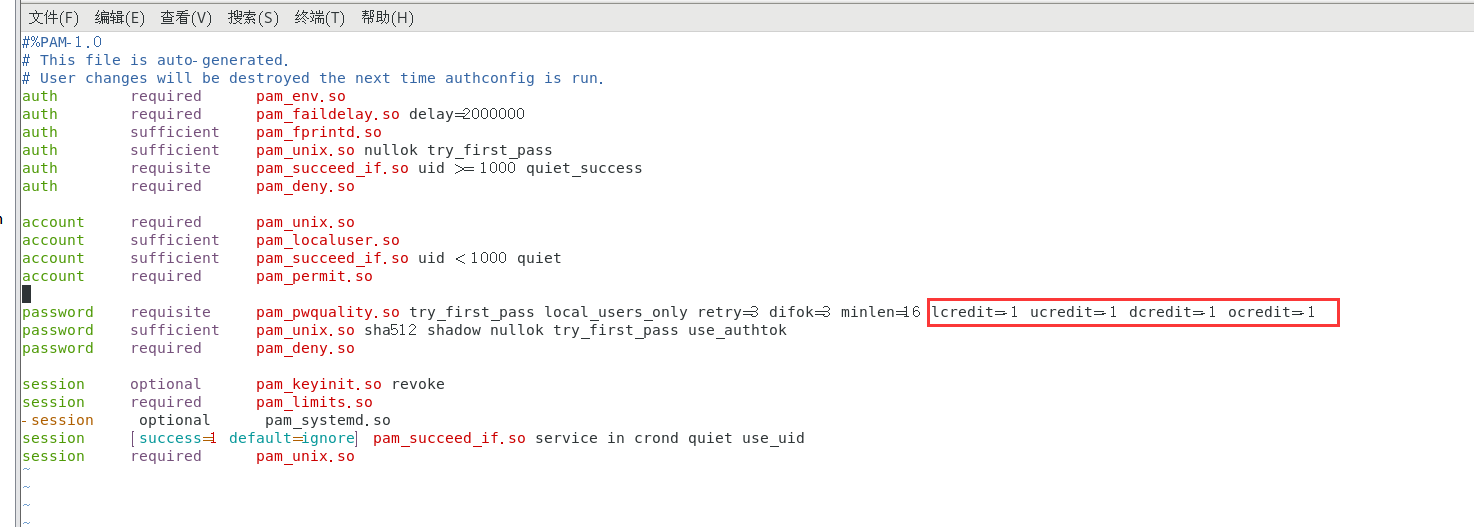 文件(F) 编辑(E) 查看(V) 搜索(S) 终端(T) 帮助(H)
#%PAM-1.0
# This file is auto-generated.
# User changes will be destroyed the next time authconfig is run.
auth required pam_env.so
auth required pam_faildelay.so delay=2000000
auth sufficient pam_fprintd.so
auth sufficient pam_unix.so nullok try_first_pass
auth requisite pam_succeed_if.so uid >= 1000 quiet_success
auth required pam_deny.so
account required pam_unix.so
account sufficient pam_localuser.so
account sufficient pam_succeed_if.so uid < 1000 quiet
account required pam_permit.so
password requisite pam_pwquality.so try_first_pass local_users_only retry=3 difok=3 minlen=16 lcredit=-1 ucredit=-1 dcredit=-1 ocredit=-1
password sufficient pam_unix.so sha512 shadow nullok try_first_pass use_authtok
password required pam_deny.so
session optional pam_keyinit.so revoke
session required pam_limits.so
-session optional pam_systemd.so
session [success=1 default=ignore] pam_succeed_if.so service in crond quiet use_uid
session required pam_unix.so
~
~
~
~